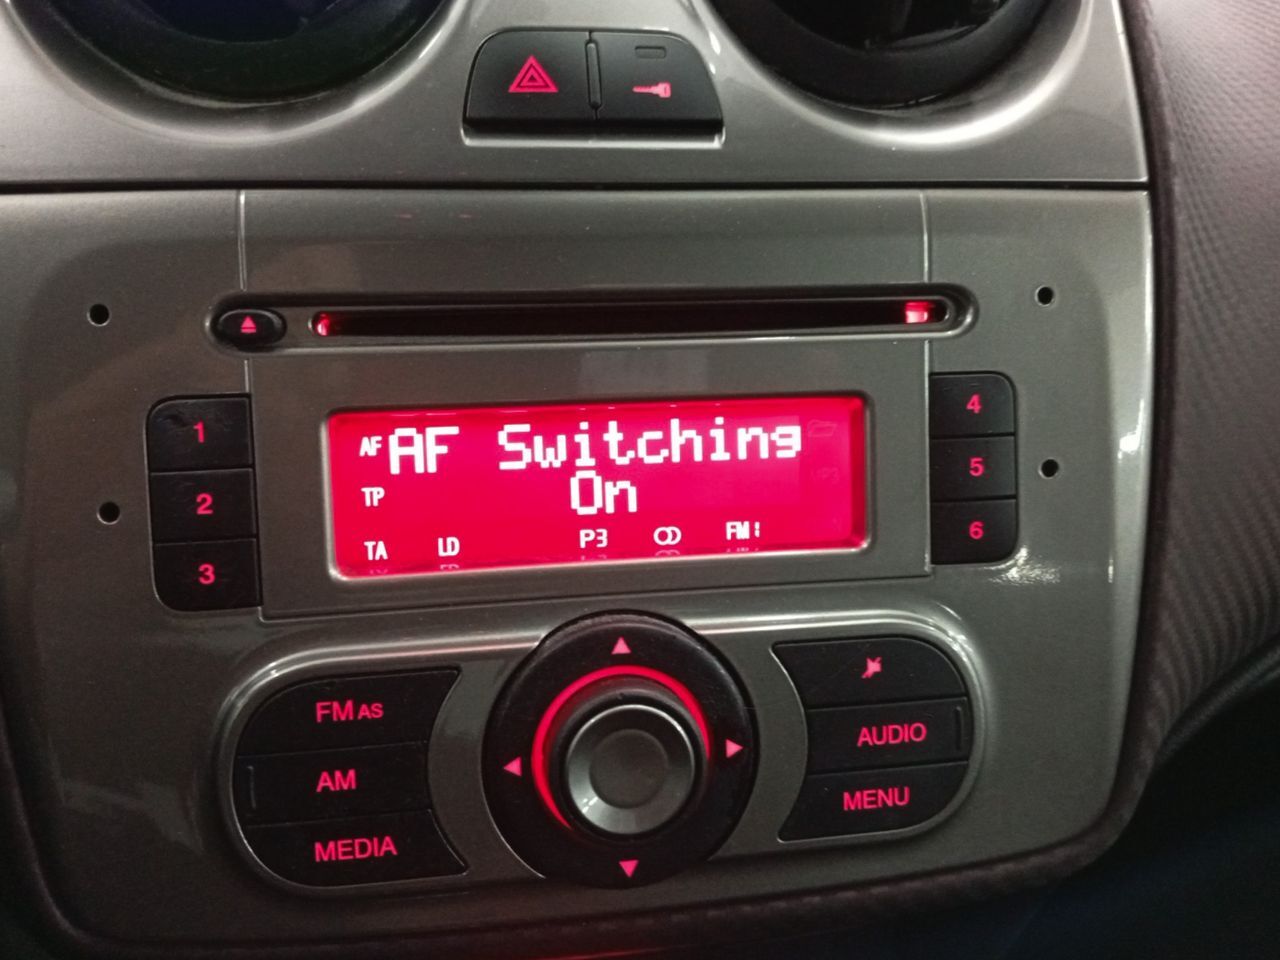 1
2
3
4
5
6
AF AF Switching
TP On
TA LD P3 FM1
FM AS
AM
MEDIA
AUDIO
MENU